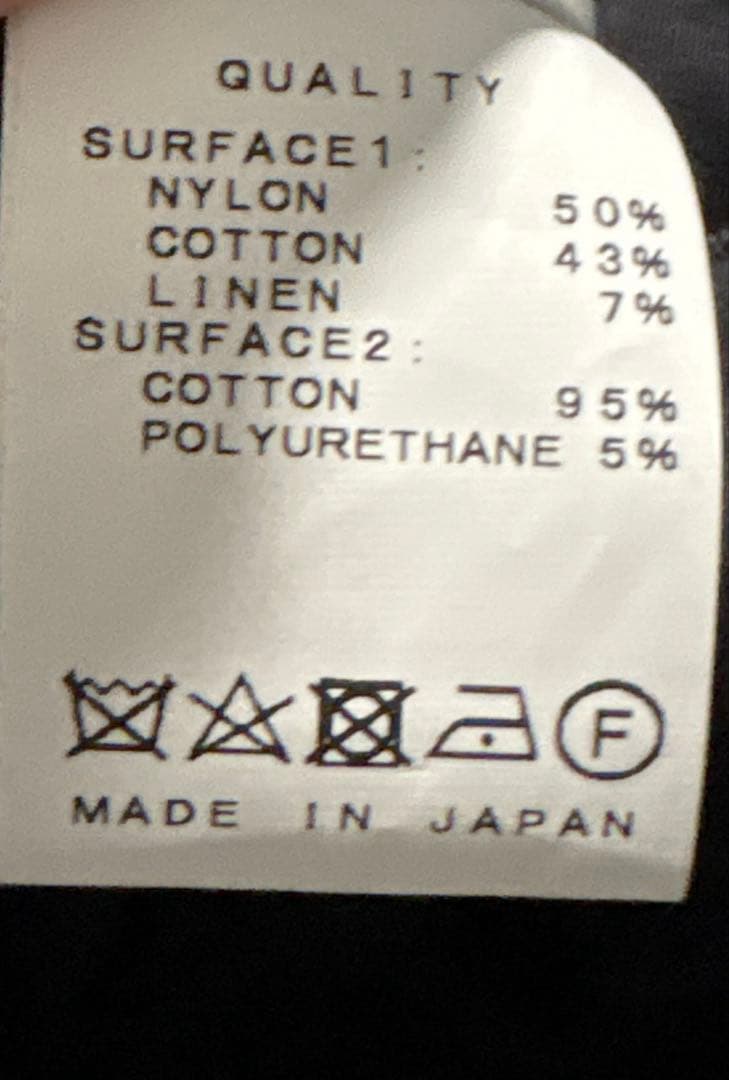 QUALITY
SURFACE1:
NYLON 50%
COTTON 43%
LINEN 7%
SURFACE2:
COTTON 95%
POLYURETHANE 5%
F
MADE IN JAPAN